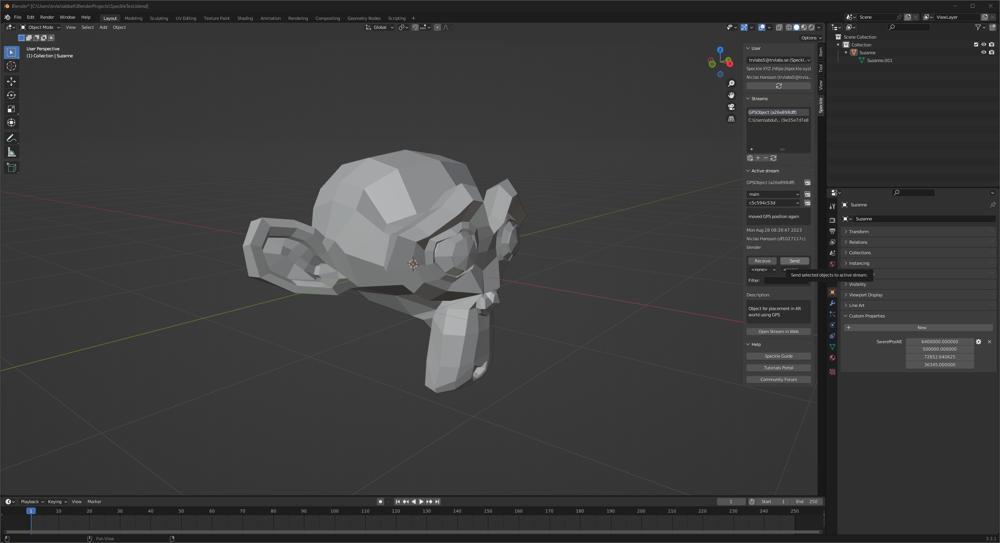 Blender* [C:\Users\trvla\labbet\BlenderProjects\SpeckleTest.blend]
File Edit Render Window Help
Layout Modeling Sculpting UV Editing Texture Paint Shading Animation Rendering Compositing Geometry Nodes Scripting +
Scene
ViewLayer
Object Mode View Select Add Object
Global
Options
User Perspective
(1) Collection | Suzanne
Z
Y
X
User
trvlabs5@trvlabs.se (Speckl...
Speckle XYZ (https://speckle.xyz)
Niclas Hansson (trvlabs5@trvla...
Streams
GPSObject (a26e898dff)
C:\Users\abdul\... (9e35e7d7e8
Active stream
GPSObject (a26e898dff)
main
c5c594c53d
moved GPS position again
Mon Aug 28 08:39:47 2023
Niclas Hansson (df1027117c)
blender
Receive Send
<none>
Send selected objects to active stream.
Filter:
Description:
Object for placement in AR
world using GPS
Open Stream in Web
Help
Speckle Guide
Tutorials Portal
Community Forum
Item
Tool
View
Speckle
Scene Collection
Collection
Suzanne
Suzanne.001
Suzanne
Suzanne
Transform
Relations
Collections
Instancing
Visibility
Viewport Display
Line Art
Custom Properties
New
SwerefPosNE 6400000.000000
500000.000000
72652.640625
36345.000000
Playback Keying View Marker
1 Start 1 End 250
1 10 20 30 40 50 60 70 80 90 100 110 120 130 140 150 160 170 180 190 200 210 220 230 240 250
Pan View
3.3.1